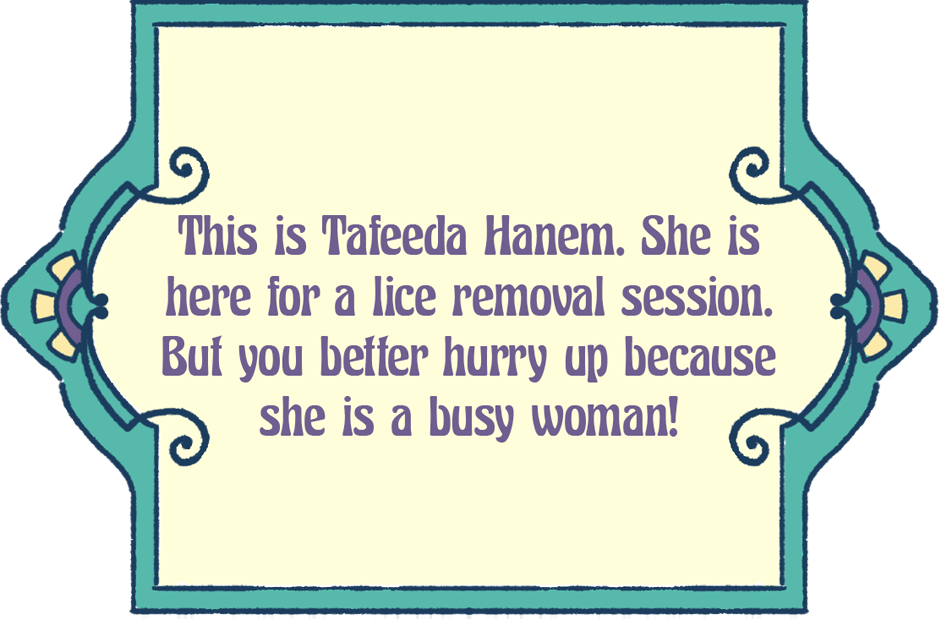 This is Tafeeda Hanem. She is
here for a lice removal session.
But you better hurry up because
she is a busy woman!